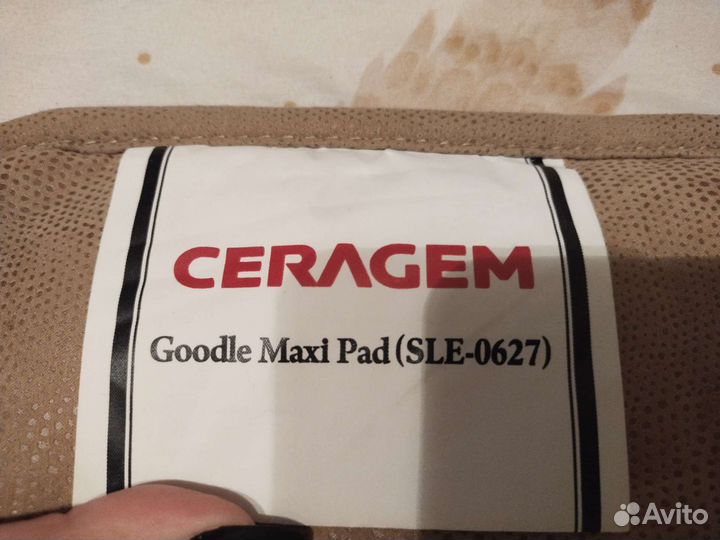 CERAGEM
Goodle Maxi Pad (SLE-0627)
Avito